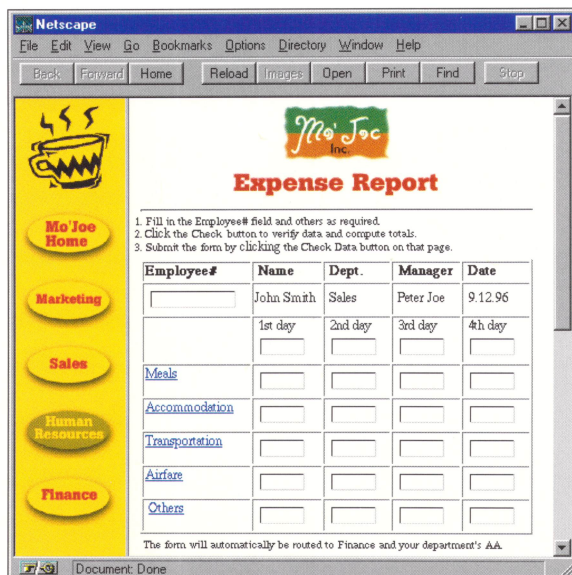 Netscape
File Edit View Go Bookmarks Options Directory Window Help
Back Forward Home Reload Images Open Print Find Stop
Mo' Joe
Inc.
Expense Report
Mo'Joe
Home
Marketing
Sales
Human
Resources
Finance
1. Fill in the Employee# field and others as required.
2. Click the Check button to verify data and compute totals.
3. Submit the form by clicking the Check Data button on that page.
Employee# Name Dept. Manager Date
John Smith Sales Peter Joe 9.12.96
1st day 2nd day 3rd day 4th day
Meals
Accommodation
Transportation
Airfare
Others
The form will automatically be routed to Finance and your department's AA
Document: Done